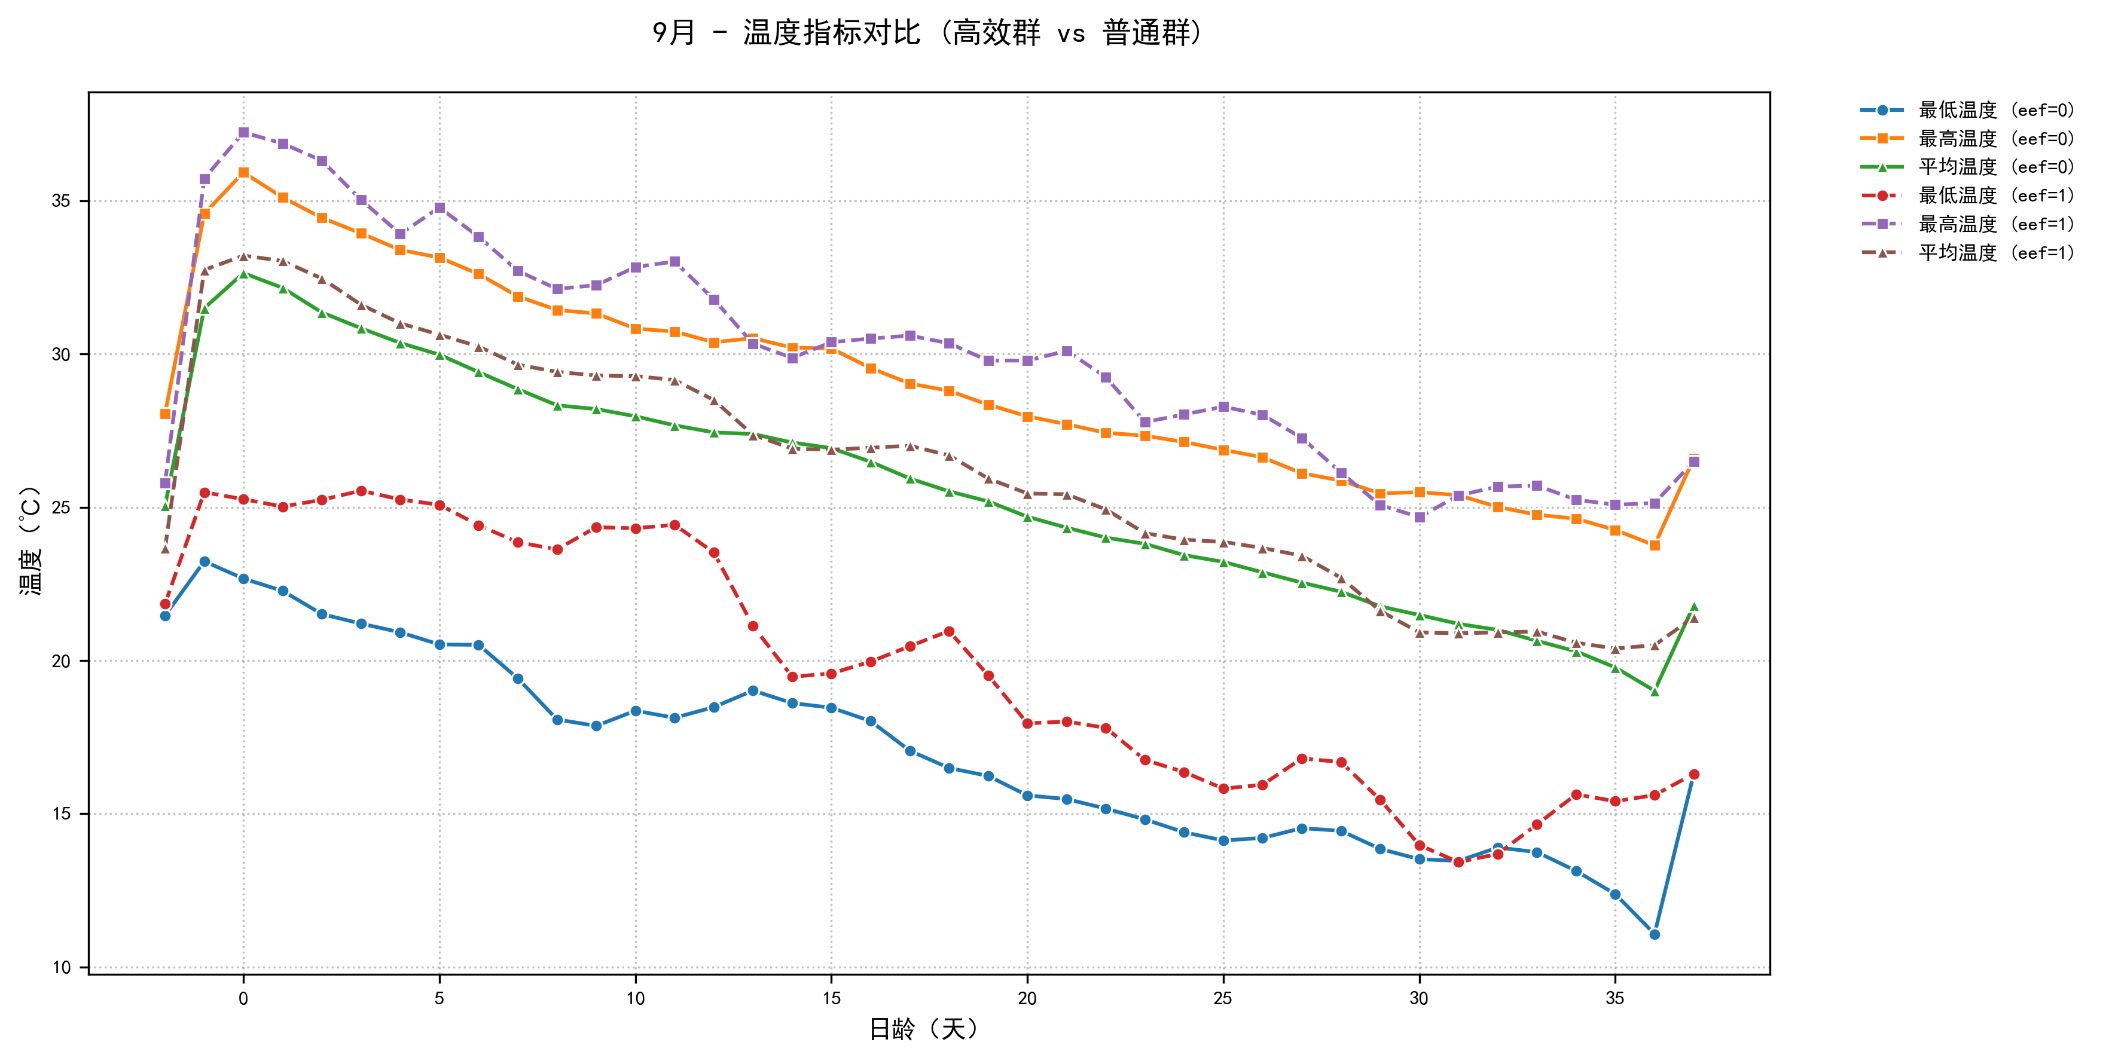 9月 - 温度指标对比 (高效群 vs 普通群)
最低温度 (eef=0)
最高温度 (eef=0)
平均温度 (eef=0)
最低温度 (eef=1)
最高温度 (eef=1)
平均温度 (eef=1)
温度 (℃)
35
30
25
20
15
10
0 5 10 15 20 25 30 35
日龄 (天)